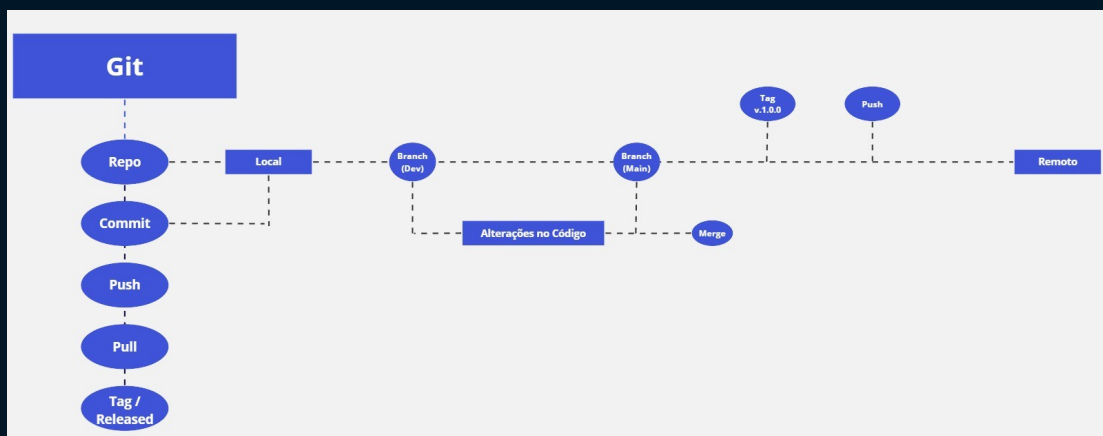 Git
Tag
v.1.0.0
Push
Repo
Local
Branch
(Dev)
Branch
(Main)
Remoto
Commit
Alterações no Código
Merge
Push
Pull
Tag /
Released